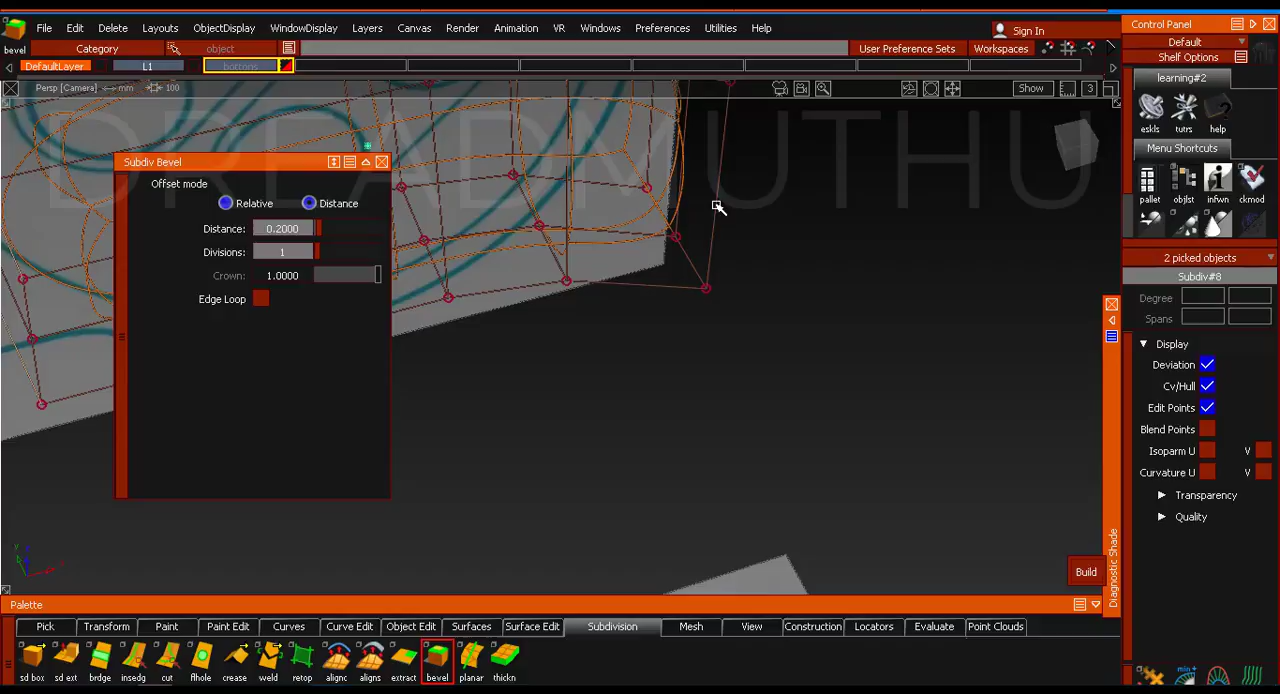 File Edit Delete Layouts ObjectDisplay WindowDisplay Layers Canvas Render Animation VR Windows Preferences Utilities Help
Sign In
bevel Category object User Preference Sets Workspaces
DefaultLayer L1 bottons
Persp [Camera] mm 100 Show 3
DREADMUTHU
Subdiv Bevel
Offset mode
Relative Distance
Distance: 0.2000
Divisions: 1
Crown: 1.0000
Edge Loop
Control Panel
Default
Shelf Options
learning#2
eskls tutrs help
Menu Shortcuts
pallet objlst infwn ckmod
2 picked objects
Subdiv#8
Degree
Spans
Display
Deviation
Cv/Hull
Edit Points
Blend Points
Isoparm U V
Curvature U V
Transparency
Quality
Diagnostic Shade
Build
Palette
Pick Transform Paint Paint Edit Curves Curve Edit Object Edit Surfaces Surface Edit Subdivision Mesh View Construction Locators Evaluate Point Clouds
sd box sd ext brdge insedg cut flhole crease weld retop alignc aligns extract bevel planar thickn
min